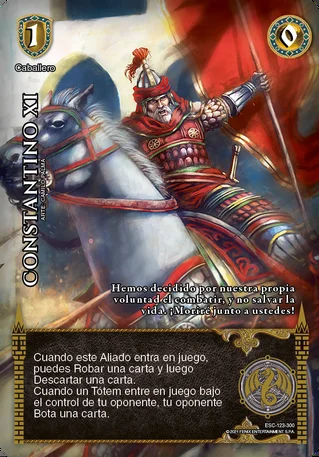 1
0
Caballero
CONSTANTINO XI
Hemos decidido por nuestra propia
voluntad el combatir, y no salvar la
vida. ¡Moriré junto a ustedes!
Cuando este Aliado entra en juego,
puedes Robar una carta y luego
Descartar una carta.
Cuando un Tótem entre en juego bajo
el control de tu oponente, tu oponente
Bota una carta.
ESC-123-300
©2021 FENIX ENTERTAINMENT S.P.A.